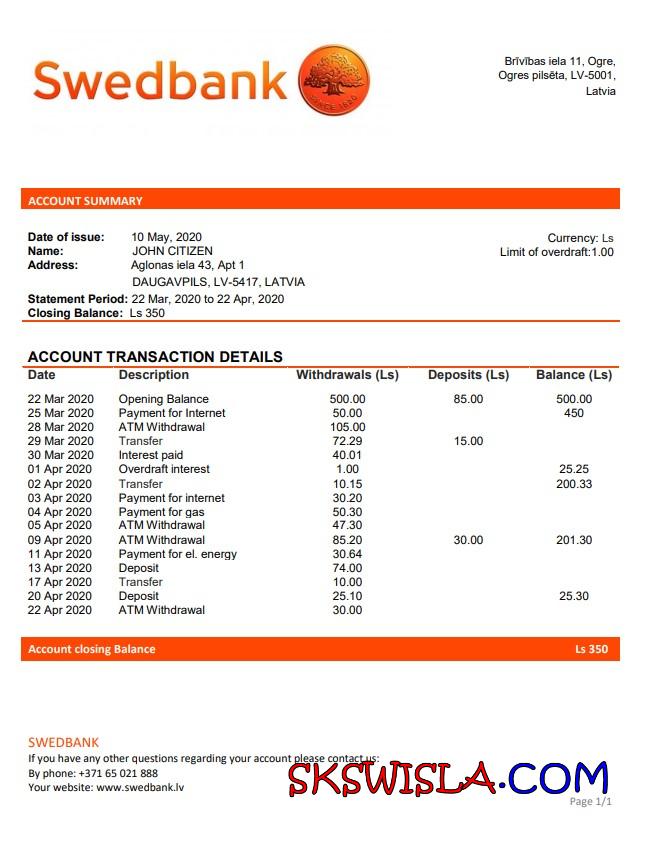 Swedbank
SINCE 1820
Brīvības iela 11, Ogre,
Ogres pilsēta, LV-5001,
Latvia
ACCOUNT SUMMARY
Date of issue: 10 May, 2020
Currency: Ls
Name: JOHN CITIZEN
Limit of overdraft:1.00
Address: Aglonas iela 43, Apt 1
DAUGAVPILS, LV-5417, LATVIA
Statement Period: 22 Mar, 2020 to 22 Apr, 2020
Closing Balance: Ls 350
ACCOUNT TRANSACTION DETAILS
Date Description Withdrawals (Ls) Deposits (Ls) Balance (Ls)
22 Mar 2020 Opening Balance 500.00 85.00 500.00
25 Mar 2020 Payment for Internet 50.00 450
28 Mar 2020 ATM Withdrawal 105.00
29 Mar 2020 Transfer 72.29 15.00
30 Mar 2020 Interest paid 40.01
01 Apr 2020 Overdraft interest 1.00 25.25
02 Apr 2020 Transfer 10.15 200.33
03 Apr 2020 Payment for internet 30.20
04 Apr 2020 Payment for gas 50.30
05 Apr 2020 ATM Withdrawal 47.30
09 Apr 2020 ATM Withdrawal 85.20 30.00 201.30
11 Apr 2020 Payment for el. energy 30.64
13 Apr 2020 Deposit 74.00
17 Apr 2020 Transfer 10.00
20 Apr 2020 Deposit 25.10 25.30
22 Apr 2020 ATM Withdrawal 30.00
Account closing Balance Ls 350
SWEDBANK
If you have any other questions regarding your account please contact us:
By phone: +371 65 021 888
Your website: www.swedbank.lv
SKSWISLA.COM
Page 1/1